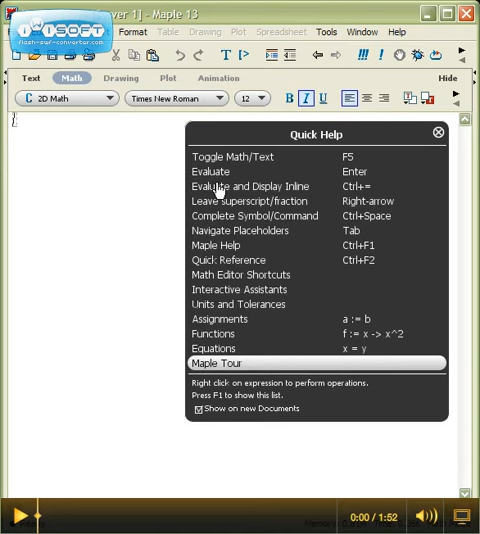 erver 1] - Maple 13
iWiSOFT
flash-swf-converter.com
Format Table Drawing Plot Spreadsheet Tools Window Help
Text Math Drawing Plot Animation Hide
C 2D Math Times New Roman 12 B I U
Quick Help
Toggle Math/Text F5
Evaluate Enter
Evaluate and Display Inline Ctrl+=
Leave superscript/fraction Right-arrow
Complete Symbol/Command Ctrl+Space
Navigate Placeholders Tab
Maple Help Ctrl+F1
Quick Reference Ctrl+F2
Math Editor Shortcuts
Interactive Assistants
Units and Tolerances
Assignments a := b
Functions f := x -> x^2
Equations x = y
Maple Tour
Right click on expression to perform operations.
Press F1 to show this list.
Show on new Documents
0:00 / 1:52